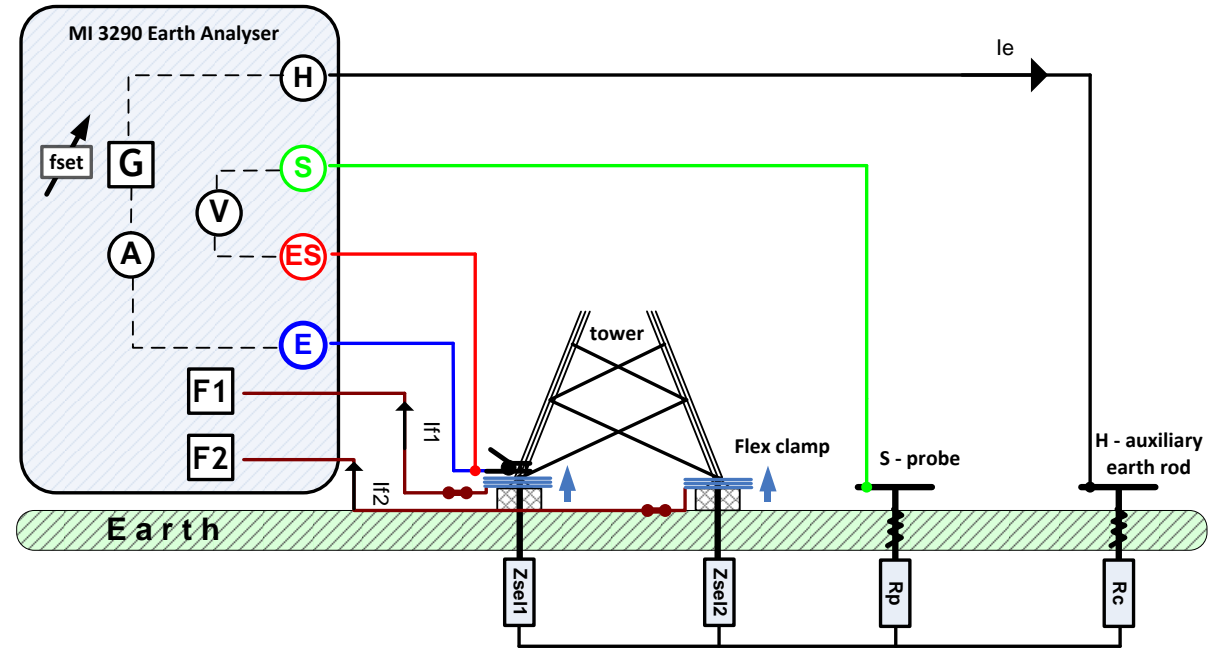 MI 3290 Earth Analyser
H
Ie
fset
G
S
V
A
ES
E
tower
F1
If1
F2
If2
Flex clamp
S - probe
H - auxiliary
earth rod
Earth
Zsel1
Zsel2
Rp
Rc